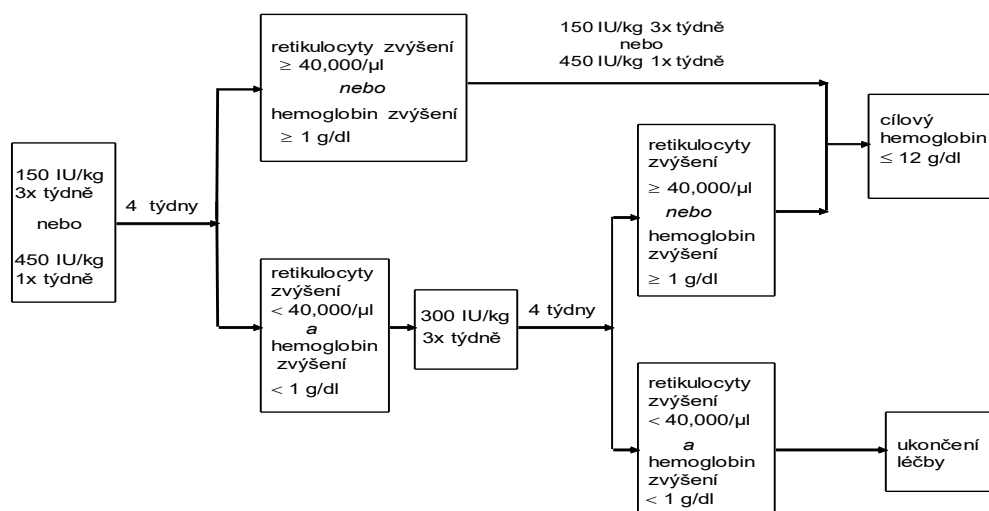 150 IU/kg
3x týdně
nebo
450 IU/kg
1x týdně
4 týdny
retikulocyty zvýšení
≥ 40,000/µl
nebo
hemoglobin zvýšení
≥ 1 g/dl
150 IU/kg 3x týdně
nebo
450 IU/kg 1x týdně
retikulocyty
zvýšení
< 40,000/µl
a
hemoglobin
zvýšení
< 1 g/dl
300 IU/kg
3x týdně
4 týdny
retikulocyty
zvýšení
≥ 40,000/µl
nebo
hemoglobin
zvýšení
≥ 1 g/dl
cílový
hemoglobin
≤ 12 g/dl
retikulocyty
zvýšení
< 40,000/µl
a
hemoglobin
zvýšení
< 1 g/dl
ukončení
léčby